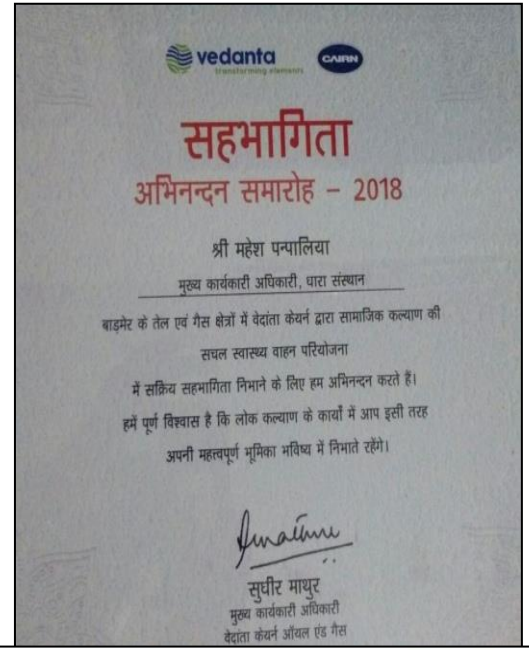 vedanta
transforming elements
CAIRN
सहभागिता
अभिनन्दन समारोह – 2018
श्री महेश पन्पालिया
मुख्य कार्यकारी अधिकारी, धारा संस्थान
बाड़मेर के तेल एवं गैस क्षेत्रों में वेदांता केयर्न द्वारा सामाजिक कल्याण की
सचल स्वास्थ्य वाहन परियोजना
में सक्रिय सहभागिता निभाने के लिए हम अभिनन्दन करते हैं।
हमें पूर्ण विश्वास है कि लोक कल्याण के कार्यों में आप इसी तरह
अपनी महत्त्वपूर्ण भूमिका भविष्य में निभाते रहेंगे।
सुधीर माथुर
मुख्य कार्यकारी अधिकारी
वेदांता केयर्न ऑयल एंड गैस